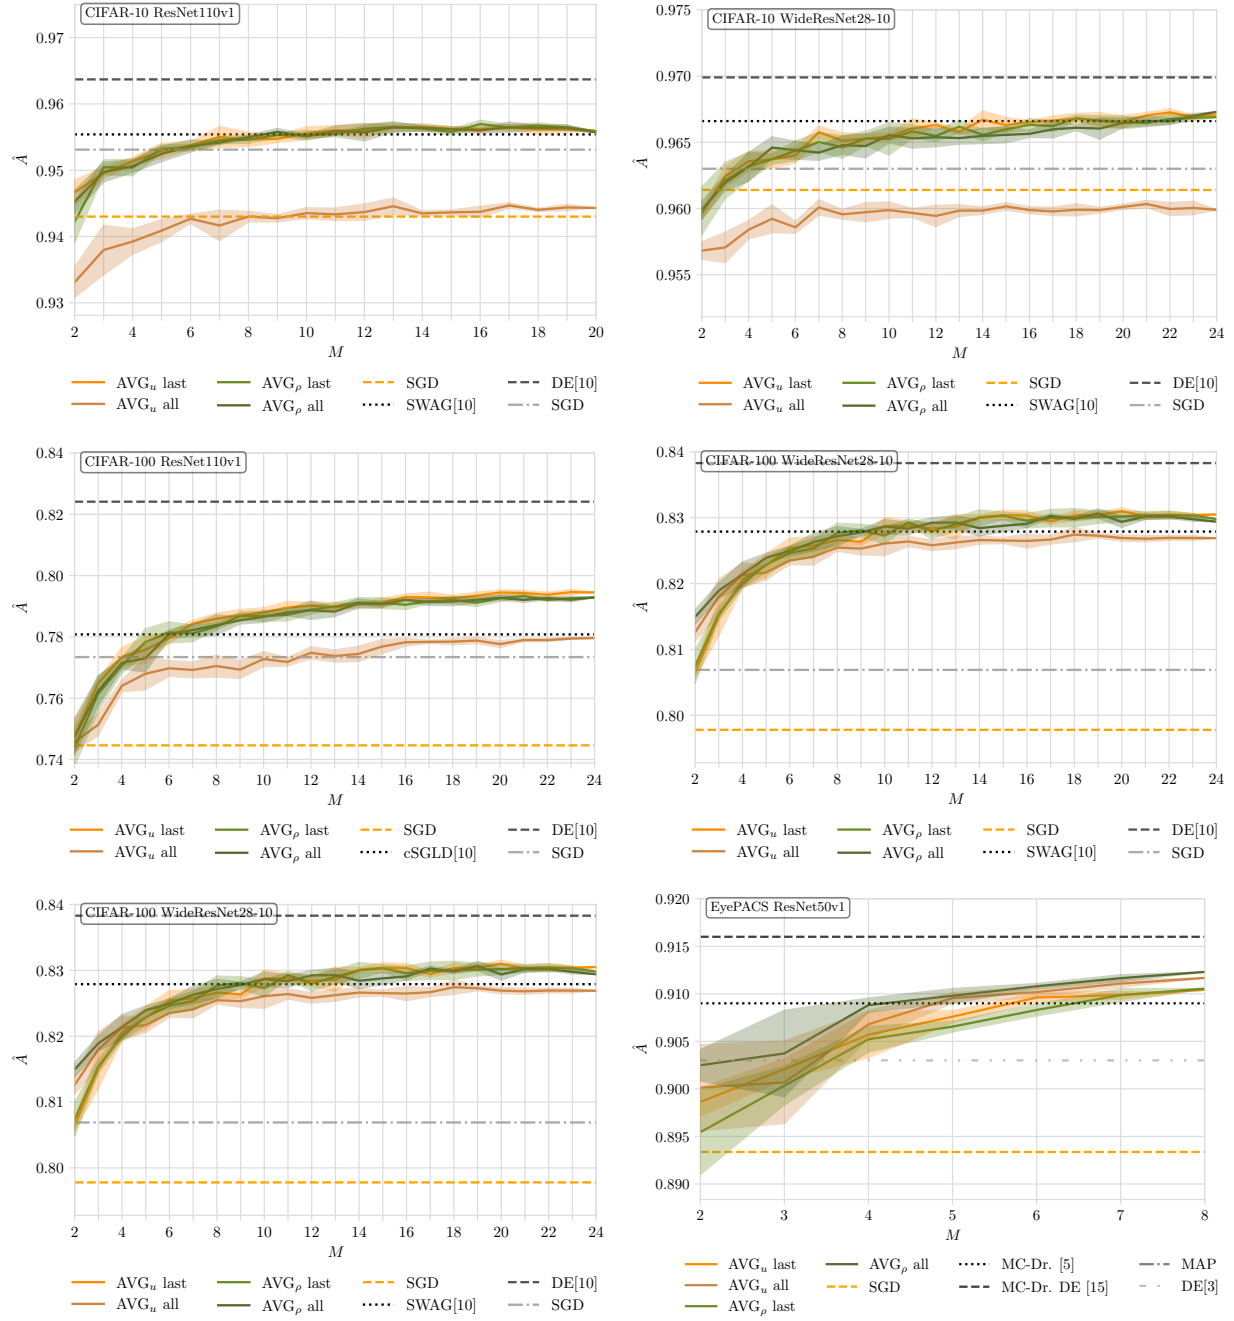 CIFAR-10 ResNet110v1
0.97
0.96
0.95
0.94
0.93
Â
2 4 6 8 10 12 14 16 18 20
M
AVGu last AVGρ last SGD DE[10]
AVGu all AVGρ all SWAG[10] SGD
CIFAR-10 WideResNet28-10
0.975
0.970
0.965
0.960
0.955
Â
2 4 6 8 10 12 14 16 18 20 22 24
M
AVGu last AVGρ last SGD DE[10]
AVGu all AVGρ all SWAG[10] SGD
CIFAR-100 ResNet110v1
0.84
0.82
0.80
0.78
0.76
0.74
Â
2 4 6 8 10 12 14 16 18 20 22 24
M
AVGu last AVGρ last SGD DE[10]
AVGu all AVGρ all cSGLD[10] SGD
CIFAR-100 WideResNet28-10
0.84
0.83
0.82
0.81
0.80
Â
2 4 6 8 10 12 14 16 18 20 22 24
M
AVGu last AVGρ last SGD DE[10]
AVGu all AVGρ all SWAG[10] SGD
CIFAR-100 WideResNet28-10
0.84
0.83
0.82
0.81
0.80
Â
2 4 6 8 10 12 14 16 18 20 22 24
M
AVGu last AVGρ last SGD DE[10]
AVGu all AVGρ all SWAG[10] SGD
EyePACS ResNet50v1
0.920
0.915
0.910
0.905
0.900
0.895
0.890
Â
2 3 4 5 6 7 8
M
AVGu last AVGρ all MC-Dr. [5] MAP
AVGu all SGD MC-Dr. DE [15] DE[3]
AVGρ last